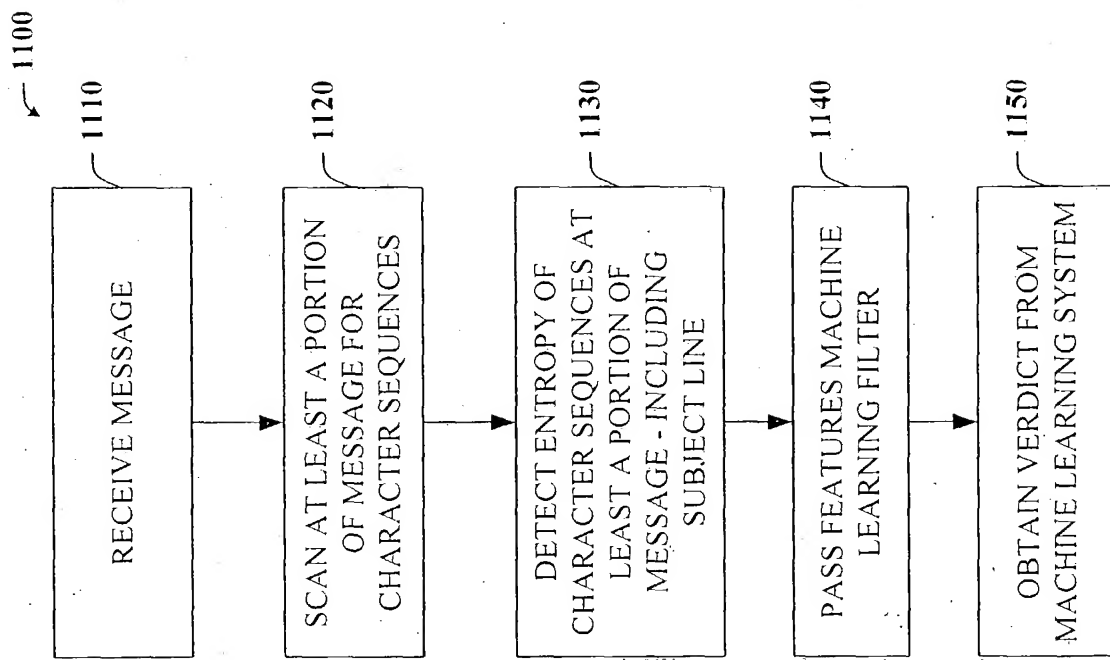 1100
1110
RECEIVE MESSAGE
1120
SCAN AT LEAST A PORTION
OF MESSAGE FOR
CHARACTER SEQUENCES
1130
DETECT ENTROPY OF
CHARACTER SEQUENCES AT
LEAST A PORTION OF
MESSAGE - INCLUDING
SUBJECT LINE
1140
PASS FEATURES MACHINE
LEARNING FILTER
1150
OBTAIN VERDICT FROM
MACHINE LEARNING SYSTEM